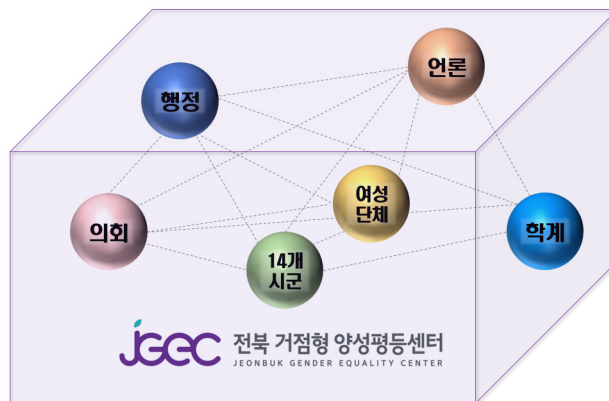 언론
행정
여성
단체
의회
학계
14개
시군
jGEC 전북 거점형 양성평등센터
JEONBUK GENDER EQUALITY CENTER